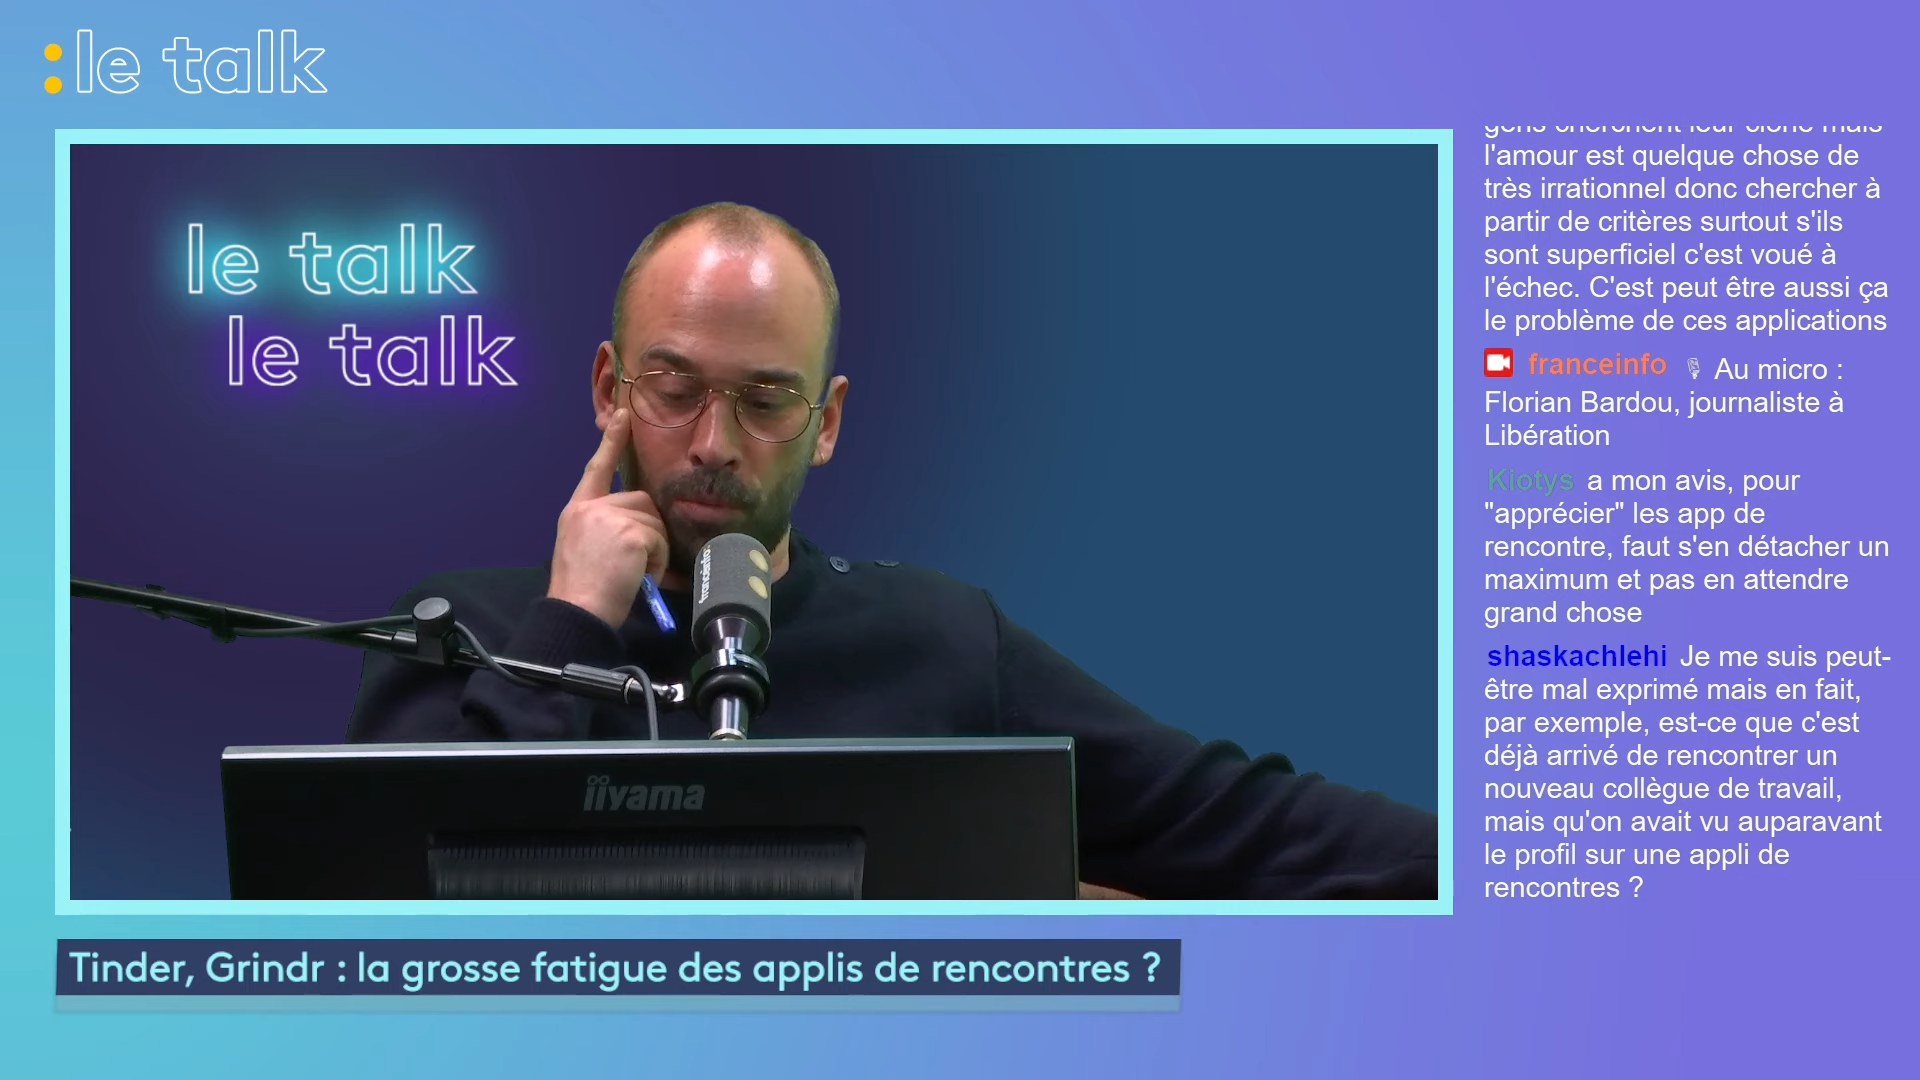 :le talk
le talk
le talk
franceinfo:
iiyama
Tinder, Grindr : la grosse fatigue des applis de rencontres ?
l'amour est quelque chose de
très irrationnel donc chercher à
partir de critères surtout s'ils
sont superficiel c'est voué à
l'échec. C'est peut être aussi ça
le problème de ces applications
franceinfo 🎙 Au micro :
Florian Bardou, journaliste à
Libération
Kiotys a mon avis, pour
"apprécier" les app de
rencontre, faut s'en détacher un
maximum et pas en attendre
grand chose
shaskachlehi Je me suis peut-
être mal exprimé mais en fait,
par exemple, est-ce que c'est
déjà arrivé de rencontrer un
nouveau collègue de travail,
mais qu'on avait vu auparavant
le profil sur une appli de
rencontres ?